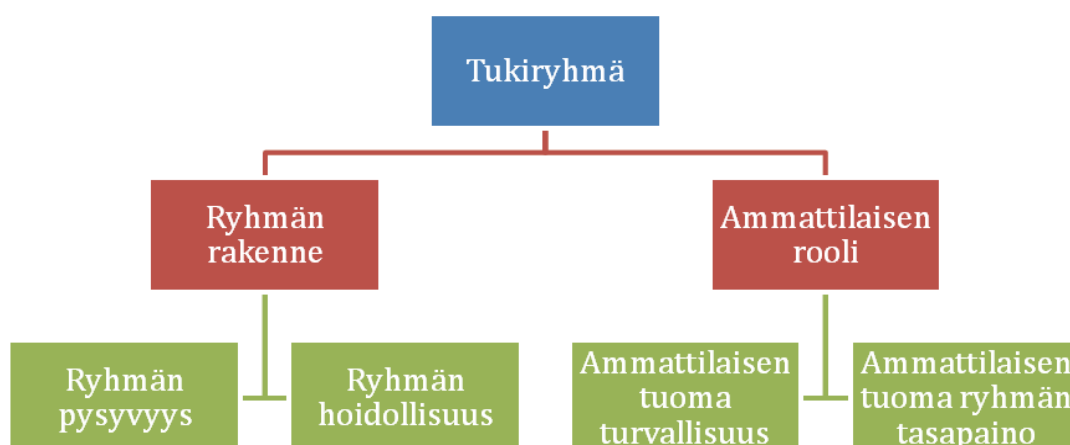 Tukiryhmä
Ryhmän
rakenne
Ammattilaisen
rooli
Ryhmän
pysyvyys
Ryhmän
hoidollisuus
Ammattilaisen
tuoma
turvallisuus
Ammattilaisen
tuoma ryhmän
tasapaino